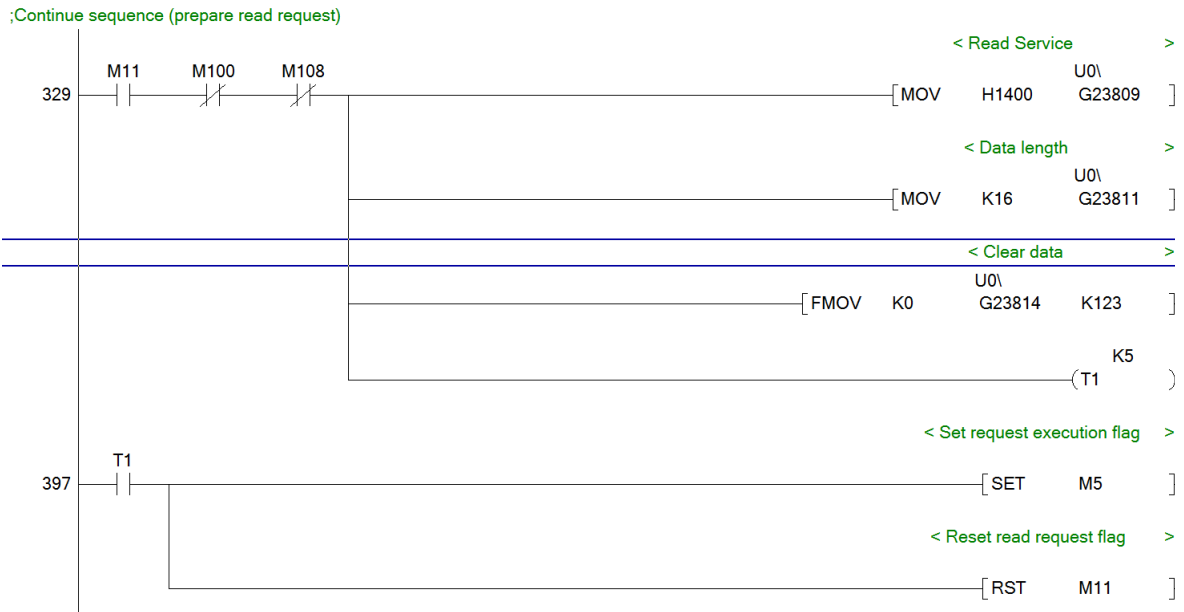 ;Continue sequence (prepare read request)
< Read Service >
M11 M100 M108 U0\
329 MOV H1400 G23809
< Data length >
U0\
MOV K16 G23811
< Clear data >
U0\
FMOV K0 G23814 K123
K5
T1
< Set request execution flag >
T1
397 SET M5
< Reset read request flag >
RST M11